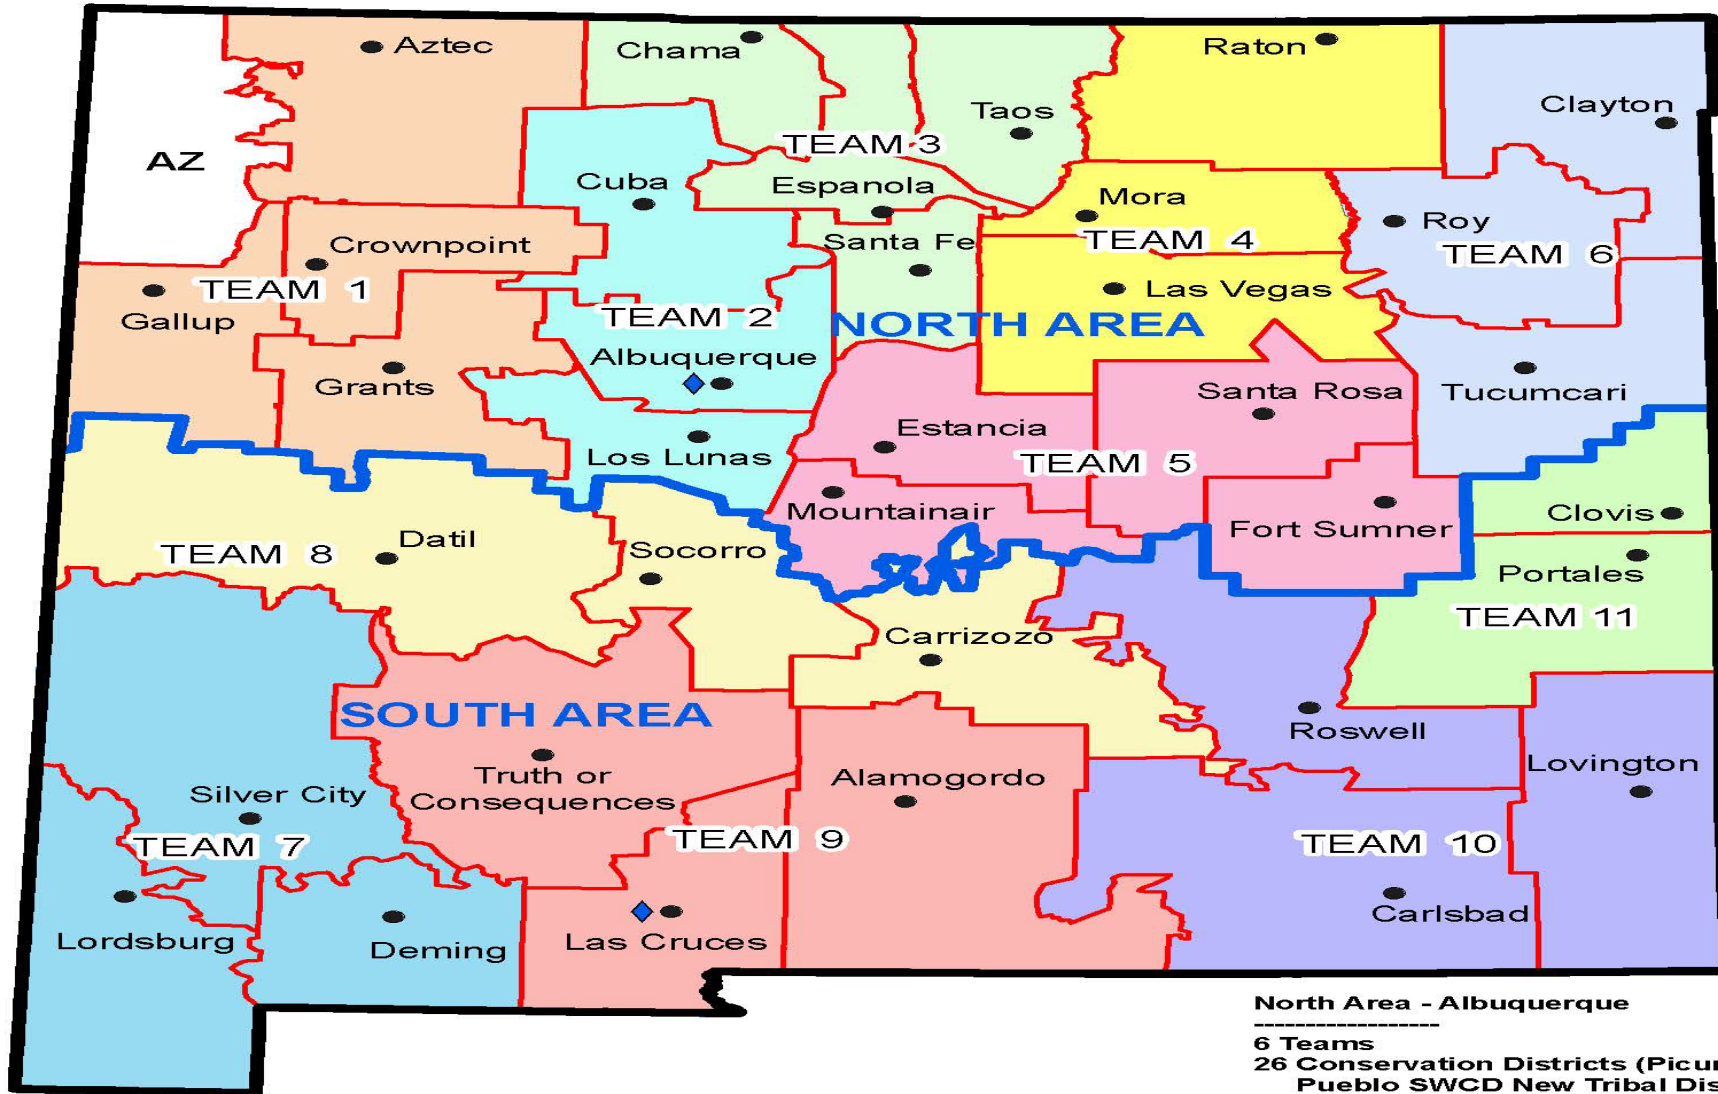 Aztec
Chama
Raton
Taos
Clayton
AZ
TEAM 3
Cuba
Espanola
Mora
Roy
Crownpoint
Santa Fe
TEAM 4
TEAM 6
TEAM 1
Las Vegas
Gallup
TEAM 2
NORTH AREA
Albuquerque
Grants
Santa Rosa
Tucumcari
Estancia
Los Lunas
TEAM 5
Mountainair
Clovis
Fort Sumner
Datil
TEAM 8
Socorro
Portales
TEAM 11
Carrizozo
SOUTH AREA
Roswell
Lovington
Truth or
Consequences
Alamogordo
Silver City
TEAM 7
TEAM 9
TEAM 10
Carlsbad
Lordsburg
Deming
Las Cruces
North Area - Albuquerque
------------------
6 Teams
26 Conservation Districts (Picur
Pueblo SWCD New Tribal Dis